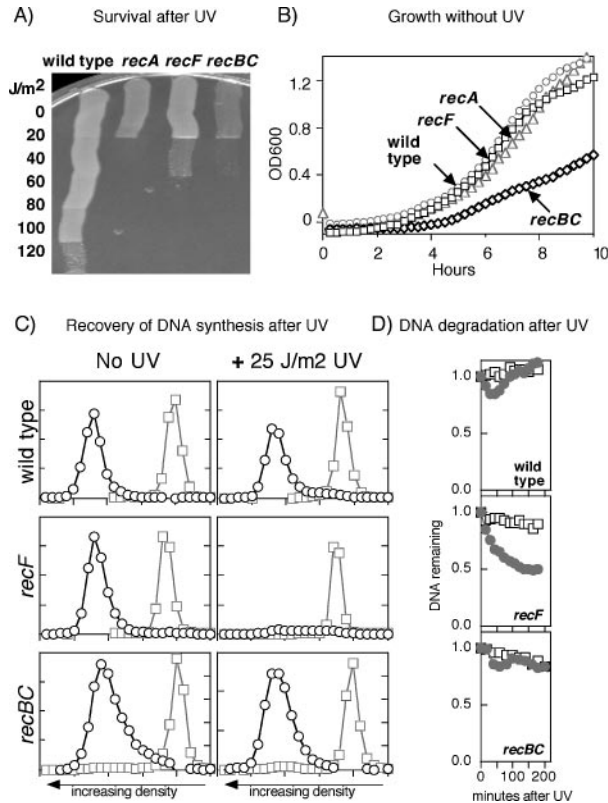 A) Survival after UV
wild type recA recF recBC
J/m2
0
20
40
60
80
100
120
B) Growth without UV
OD600
1.2
0.8
0.4
0
recA
recF
wild type
recBC
0 2 4 6 8 10
Hours
C) Recovery of DNA synthesis after UV
No UV + 25 J/m2 UV
wild type
recF
recBC
increasing density increasing density
D) DNA degradation after UV
DNA remaining
1.0
0.5
0.0
wild type
1.0
0.5
0.0
recF
1.0
0.5
0.0
recBC
0 100 200
minutes after UV